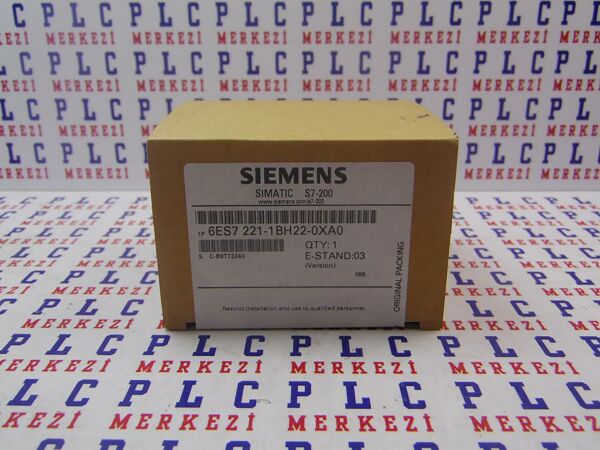 SIEMENS
SIMATIC S7-200
www.siemens.com/s7-200
1P 6ES7 221-1BH22-0XA0
QTY: 1
S C-B9T73240
E-STAND:03
(Version)
088
Restrict installation and use to qualified personnel
ORIGINAL PACKING
PLC MERKEZİ